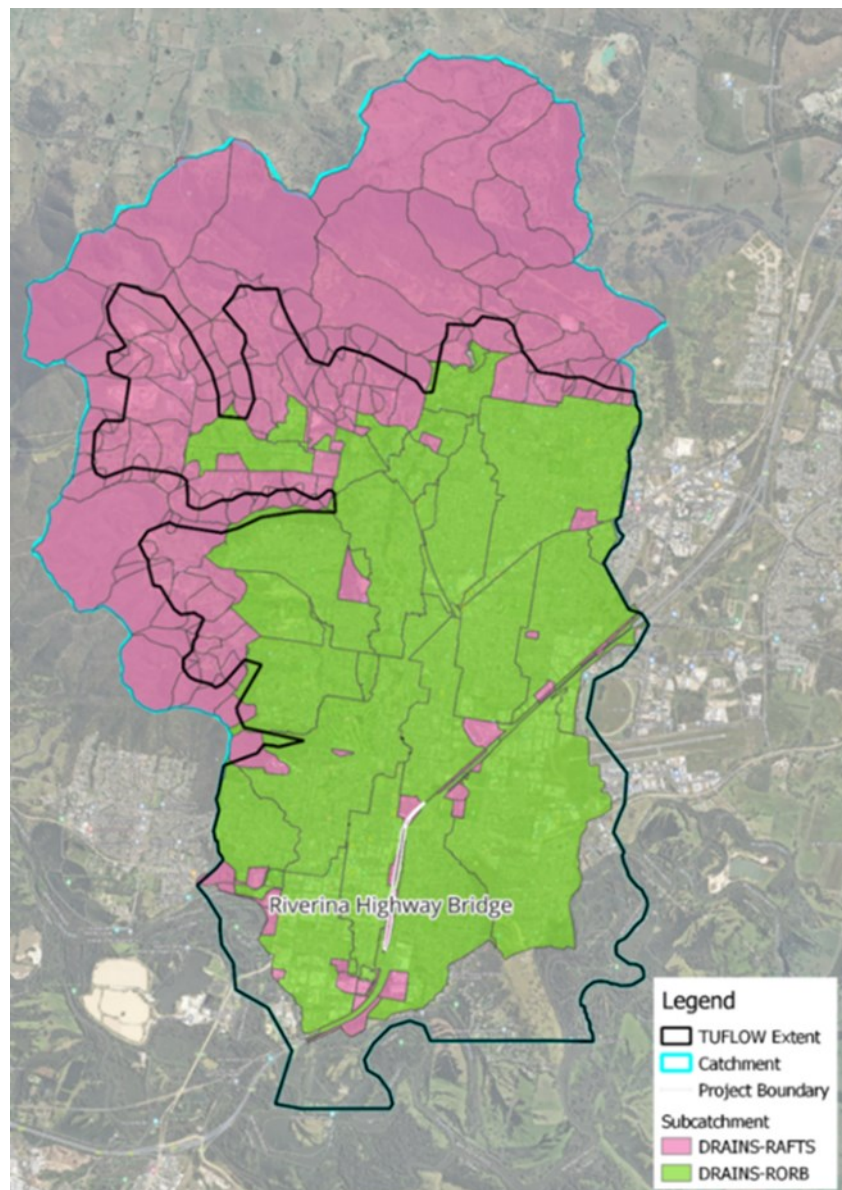 Riverina Highway Bridge
Legend
TUFLOW Extent
Catchment
Project Boundary
Subcatchment
DRAINS-RAFTS
DRAINS-RORB